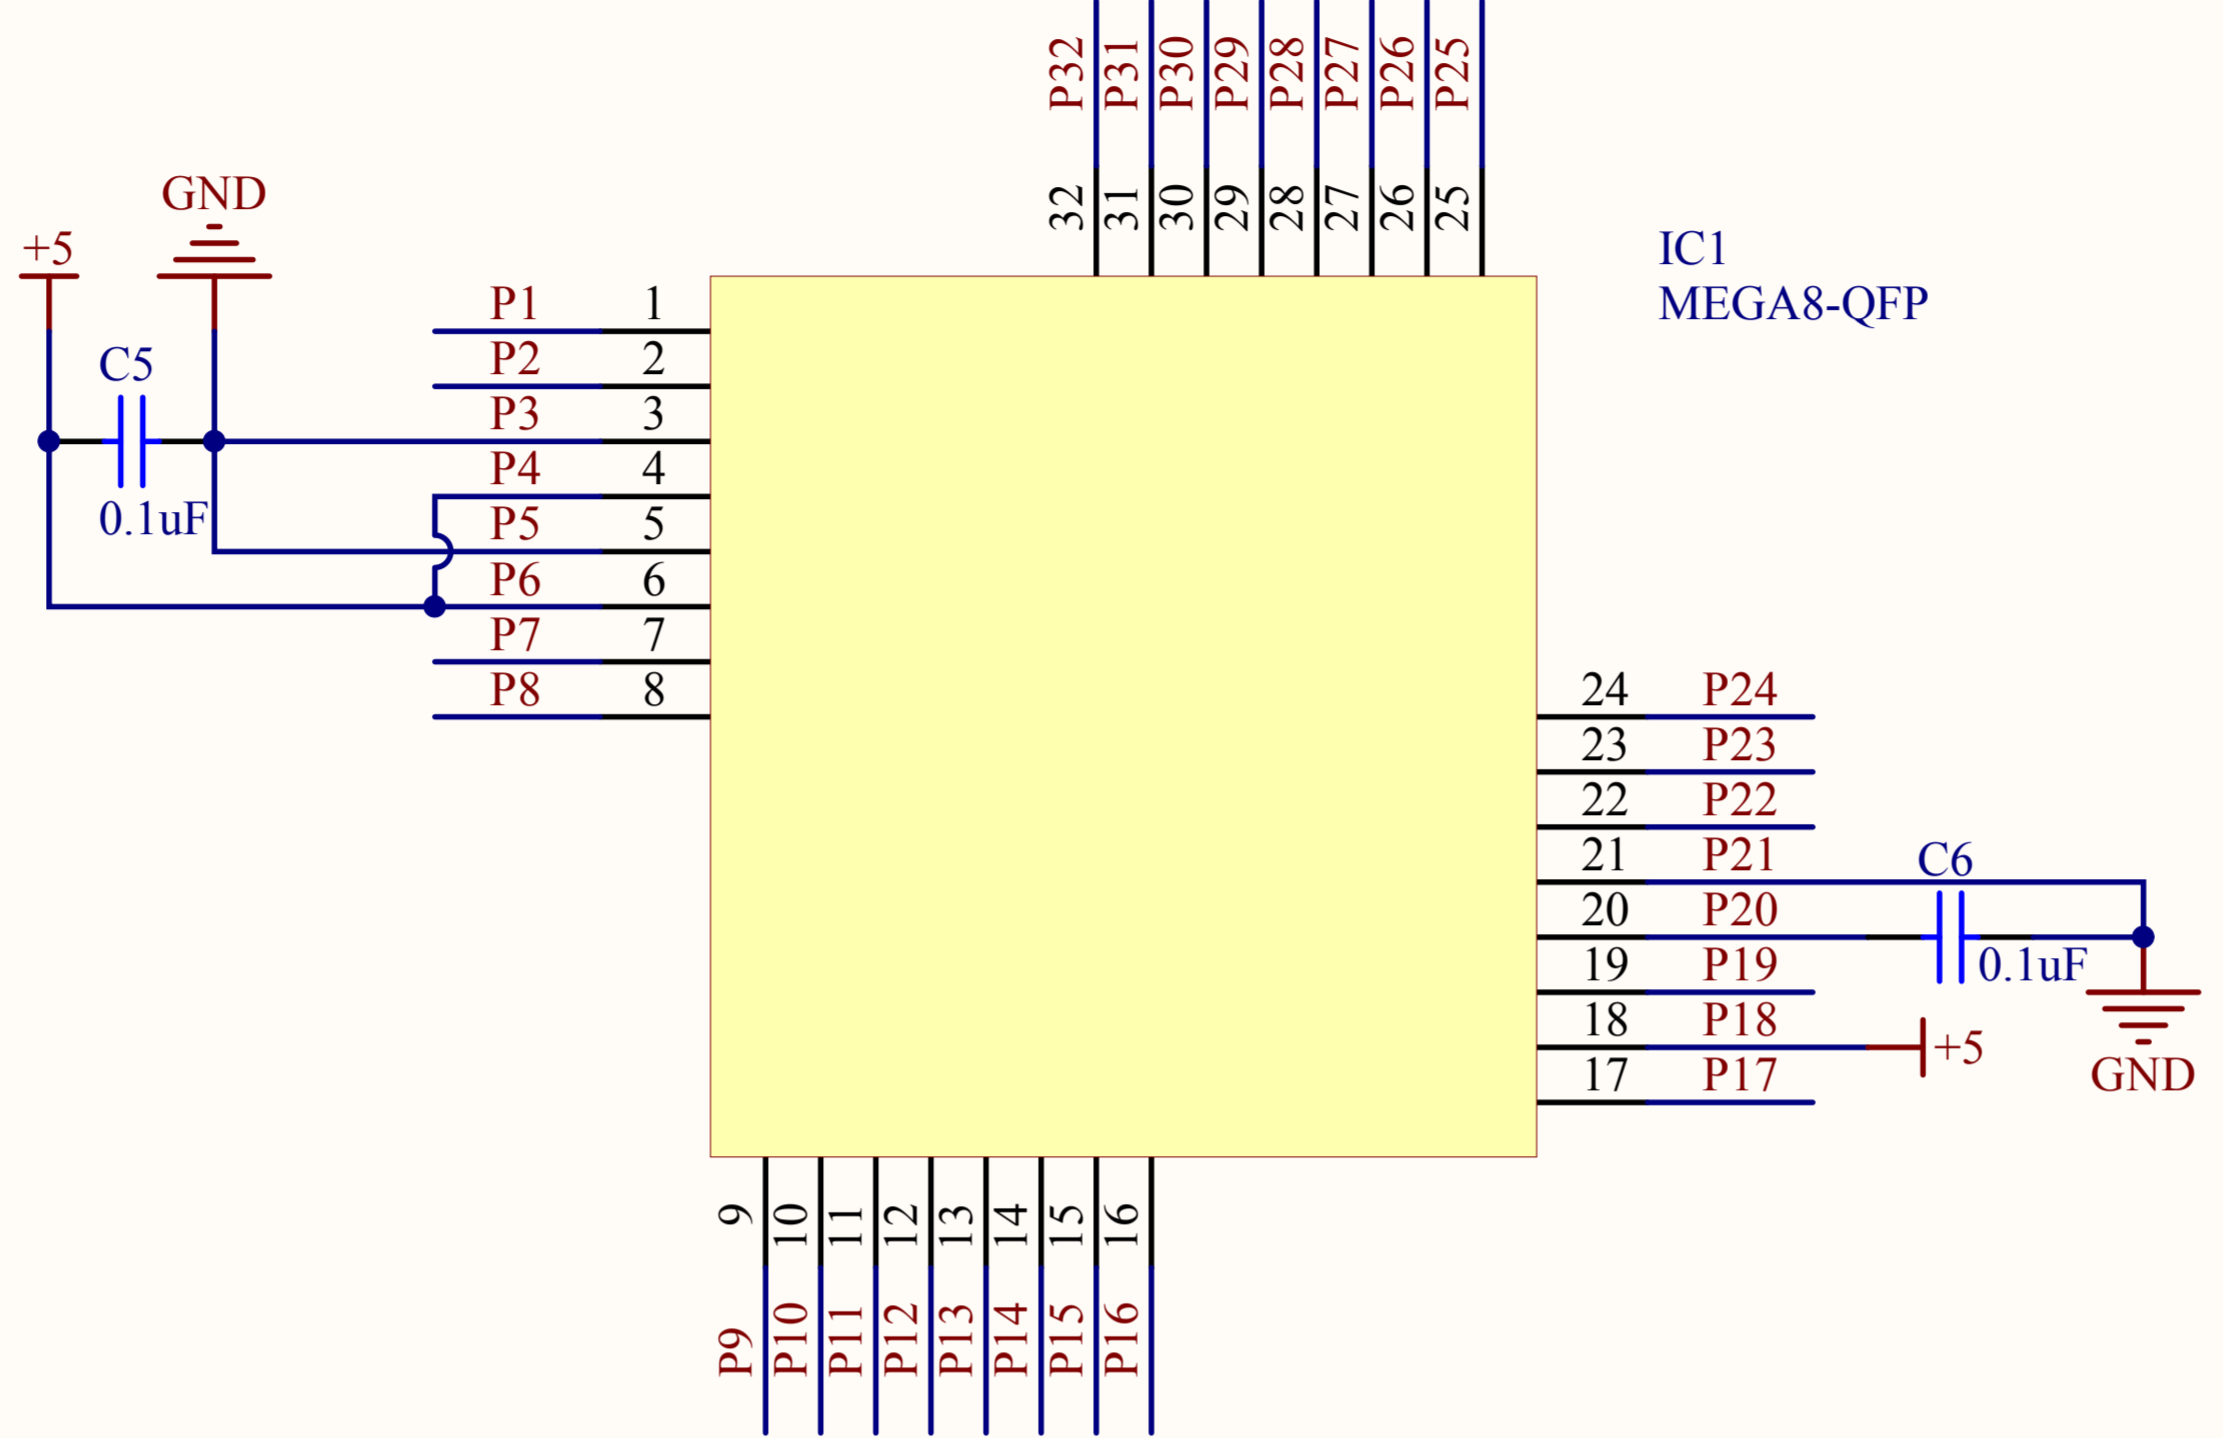 P32 P31 P30 P29 P28 P27 P26 P25
32 31 30 29 28 27 26 25
GND
+5
IC1
MEGA8-QFP
C5
0.1uF
P1 1
P2 2
P3 3
P4 4
P5 5
P6 6
P7 7
P8 8
24 P24
23 P23
22 P22
21 P21
20 P20
19 P19
18 P18
17 P17
C6
0.1uF
+5
GND
9 10 11 12 13 14 15 16
P9 P10 P11 P12 P13 P14 P15 P16